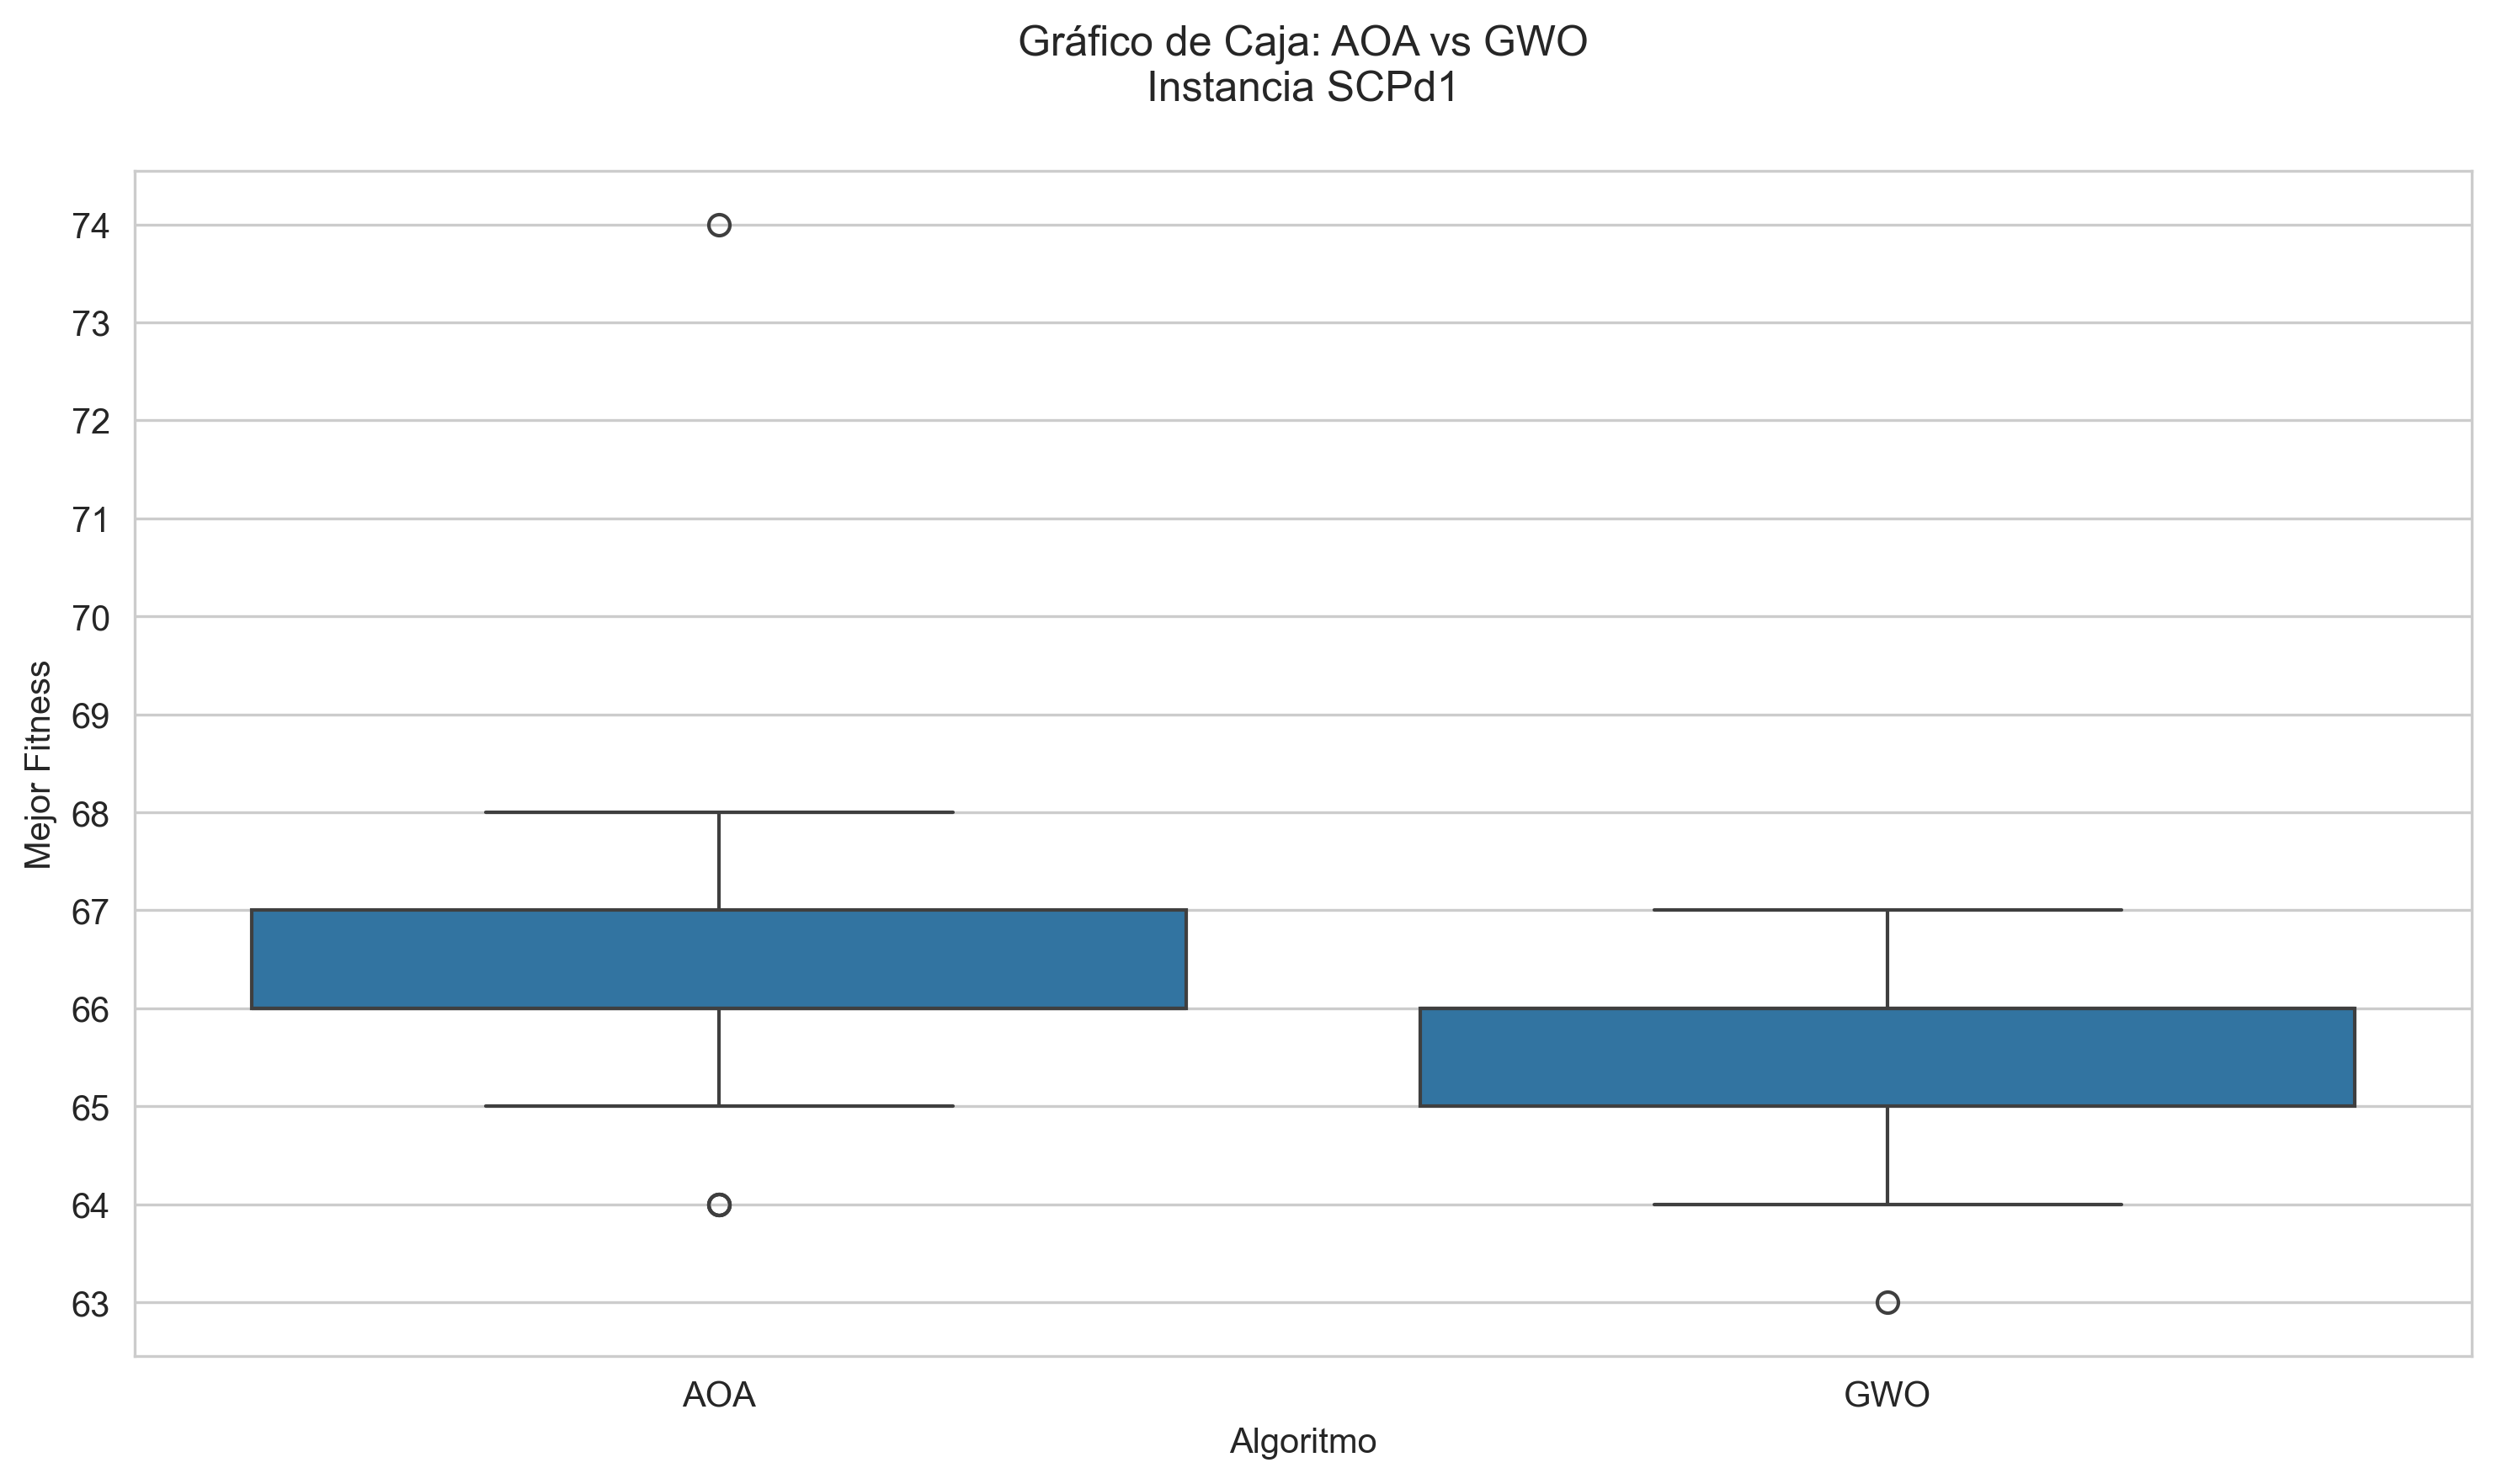 Gráfico de Caja: AOA vs GWO
Instancia SCPd1
Mejor Fitness
74
73
72
71
70
69
68
67
66
65
64
63
AOA
GWO
Algoritmo